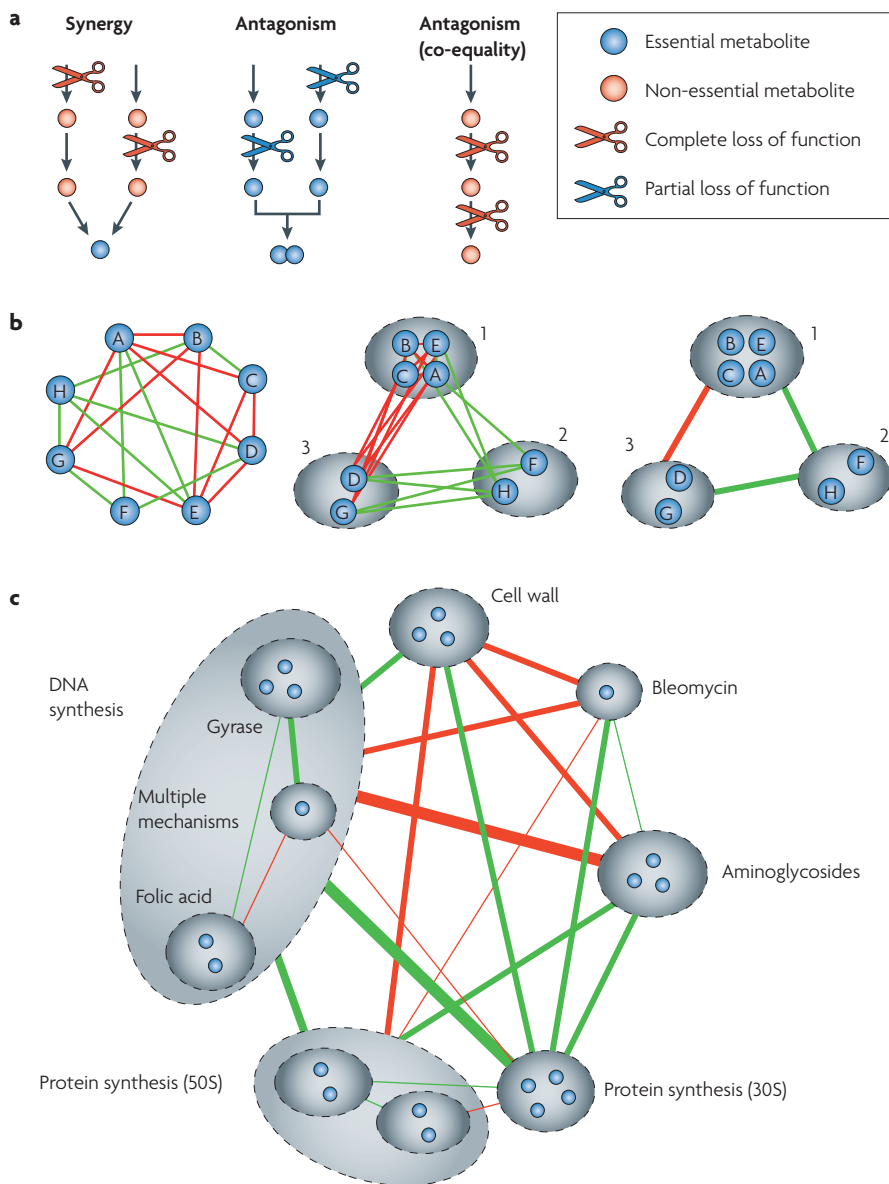 a
Synergy
Antagonism
Antagonism
(co-equality)
Essential metabolite
Non-essential metabolite
Complete loss of function
Partial loss of function
b
A
B
C
D
E
F
G
H
1
B
E
C
A
3
D
G
2
F
H
1
B
E
C
A
3
D
G
2
F
H
c
Cell wall
DNA
synthesis
Gyrase
Bleomycin
Multiple
mechanisms
Folic acid
Aminoglycosides
Protein synthesis (50S)
Protein synthesis (30S)